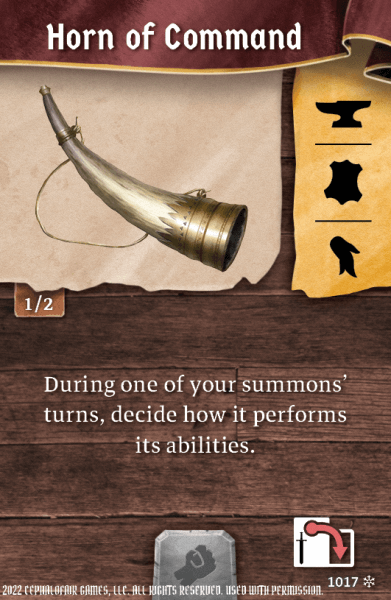 Horn of Command
1/2
During one of your summons’
turns, decide how it performs
its abilities.
1017
2022 CEPHALOFAIR GAMES, LLC. ALL RIGHTS RESERVED. USED WITH PERMISSION.